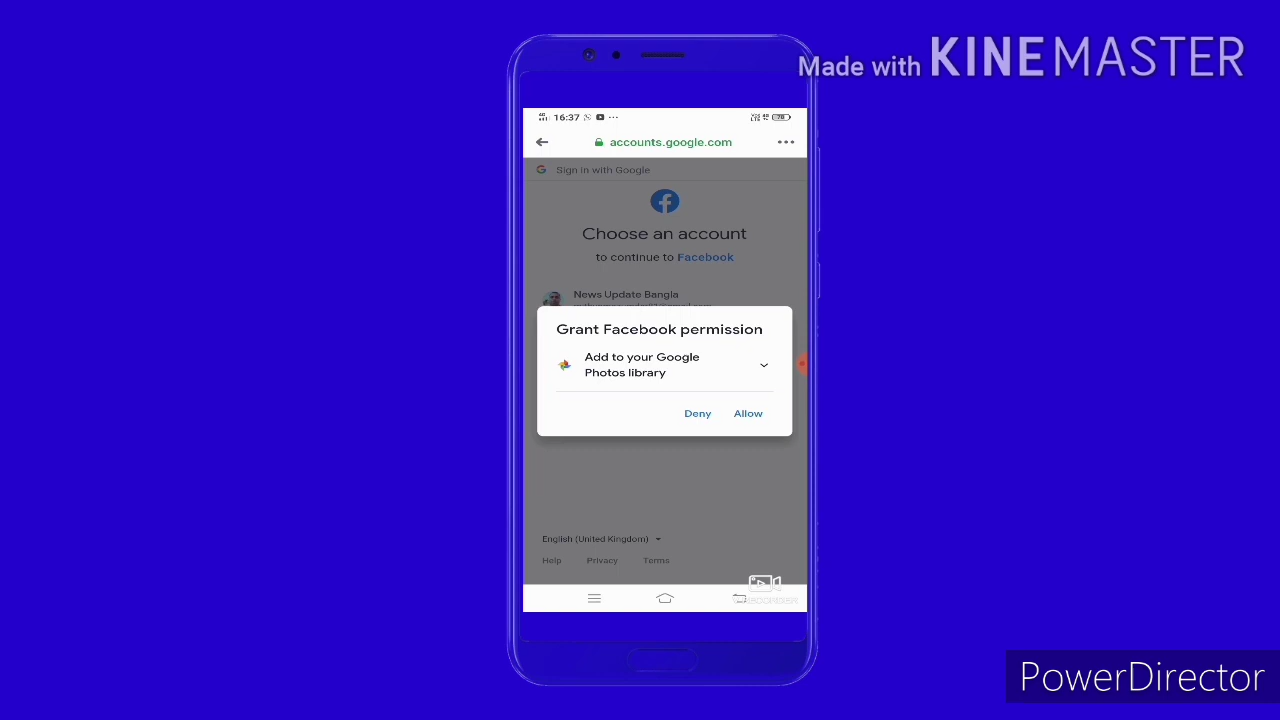 Made with KINEMASTER
16:37
78
accounts.google.com
Sign in with Google
Choose an account
to continue to Facebook
News Update Bangla
Grant Facebook permission
Add to your Google
Photos library
Deny Allow
English (United Kingdom)
Help Privacy Terms
PowerDirector